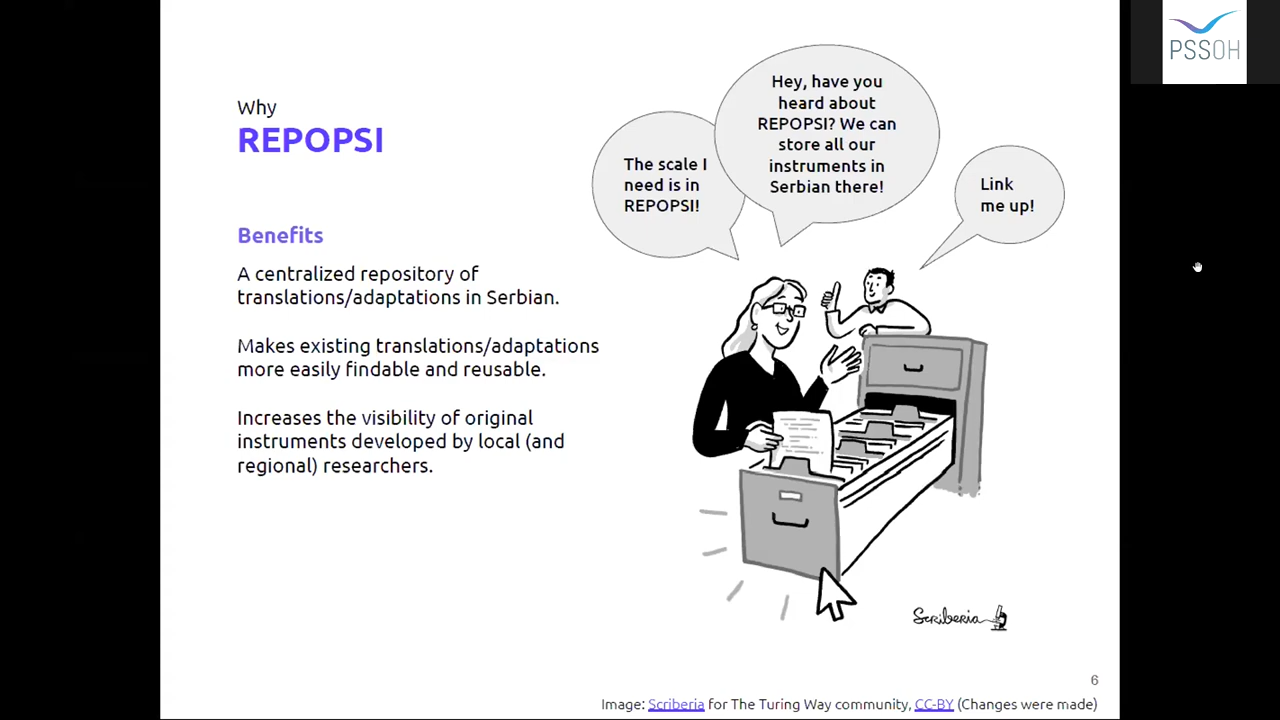 PSSOH
Why
REPOPSI
Benefits
A centralized repository of
translations/adaptations in Serbian.
Makes existing translations/adaptations
more easily findable and reusable.
Increases the visibility of original
instruments developed by local (and
regional) researchers.
The scale I
need is in
REPOPSI!
Hey, have you
heard about
REPOPSI? We can
store all our
instruments in
Serbian there!
Link
me up!
Scriberia
6
Image: Scriberia for The Turing Way community, CC-BY (Changes were made)